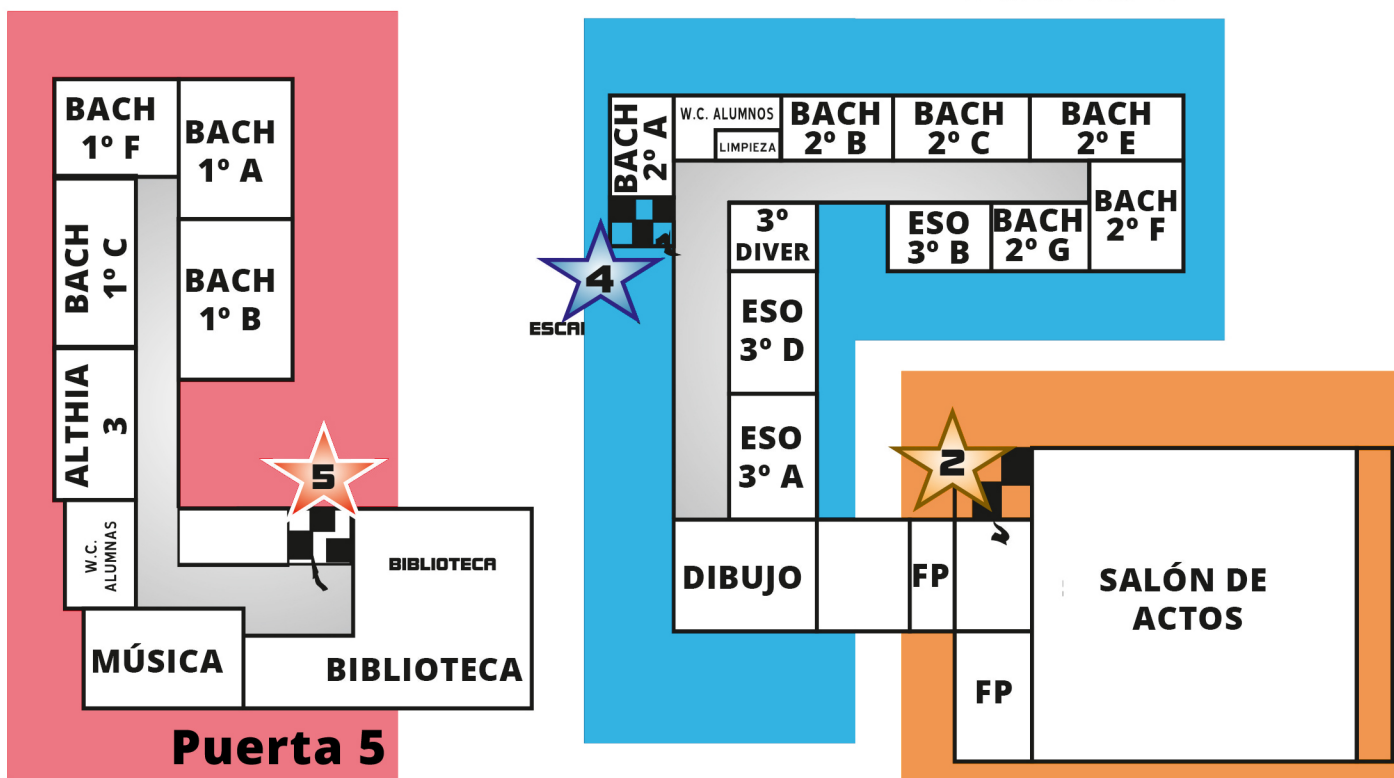 BACH
1º F
BACH
1º A
BACH
1º C
BACH
1º B
ALTHIA
3
W.C.
ALUMNAS
5
BIBLIOTECA
MÚSICA
BIBLIOTECA
Puerta 5
BACH
2º A
W.C. ALUMNOS
LIMPIEZA
BACH
2º B
BACH
2º C
BACH
2º E
4
ESCAL
3º
DIVER
ESO
3º B
BACH
2º G
BACH
2º F
ESO
3º D
ESO
3º A
2
DIBUJO
FP
SALÓN DE
ACTOS
FP